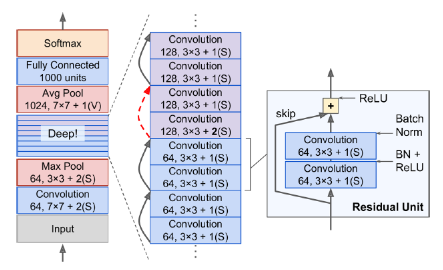 Softmax
Fully Connected
1000 units
Avg Pool
1024, 7×7 + 1(V)
Deep!
Max Pool
64, 3×3 + 2(S)
Convolution
64, 7×7 + 2(S)
Input
Convolution
128, 3×3 + 1(S)
Convolution
128, 3×3 + 1(S)
Convolution
128, 3×3 + 1(S)
Convolution
128, 3×3 + 2(S)
Convolution
64, 3×3 + 1(S)
Convolution
64, 3×3 + 1(S)
Convolution
64, 3×3 + 1(S)
Convolution
64, 3×3 + 1(S)
+
ReLU
skip
Batch
Norm
Convolution
64, 3×3 + 1(S)
BN +
ReLU
Convolution
64, 3×3 + 1(S)
Residual Unit